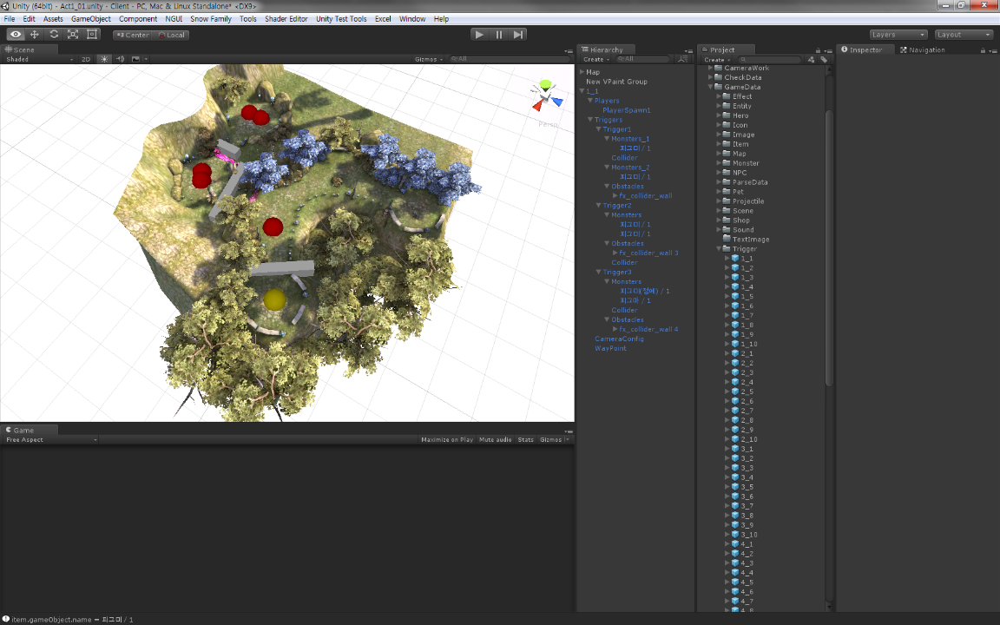 Unity (64bit) - Act1_01.unity - Client - PC, Mac & Linux Standalone* <DX9>
File Edit Assets GameObject Component NGUI Snow Family Tools Shader Editor Unity Test Tools Excel Window Help
Center Local Layers Layout
Scene
Shaded 2D Gizmos All
Persp
Game
Free Aspect Maximize on Play Mute audio Stats Gizmos
Hierarchy
Create All
Map
New VPaint Group
1_1
Players
PlayerSpawn1
Triggers
Trigger1
Monsters_1
피그미 / 1
Collider
Monsters_2
피그미 / 1
Obstacles
fx_collider_wall
Trigger2
Monsters
피그미 / 1
피그미 / 1
Obstacles
fx_collider_wall 3
Collider
Trigger3
Monsters
피그미(정예) / 1
피그미 / 1
Collider
Obstacles
fx_collider_wall 4
CameraConfig
WayPoint
Project
Create
CameraWork
CheckData
GameData
Effect
Entity
Hero
Icon
Image
Item
Map
Monster
NPC
ParseData
Pet
Projectile
Scene
Shop
Sound
TextImage
Trigger
1_1
1_2
1_3
1_4
1_5
1_6
1_7
1_8
1_9
1_10
2_1
2_2
2_3
2_4
2_5
2_6
2_7
2_8
2_9
2_10
3_1
3_2
3_3
3_4
3_5
3_6
3_7
3_8
3_9
3_10
4_1
4_2
4_3
4_4
4_5
4_6
4_7
4_8
Inspector Navigation
item.gameObject.name = 피그미 / 1